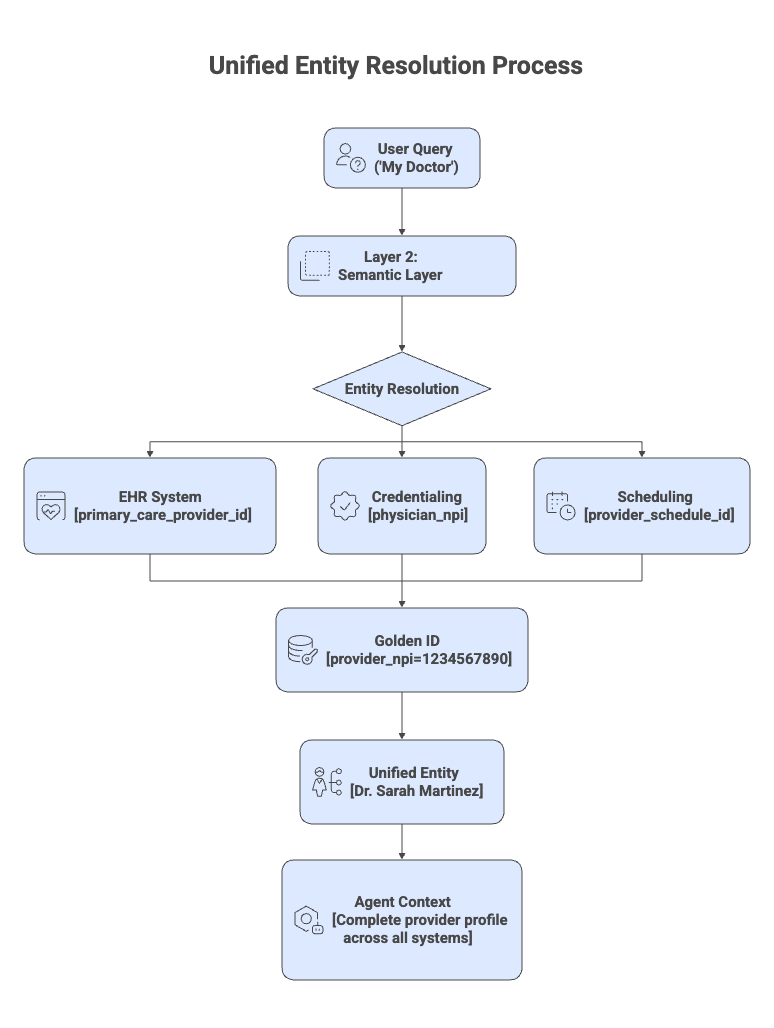 Unified Entity Resolution Process
User Query
('My Doctor')
Layer 2:
Semantic Layer
Entity Resolution
EHR System
[primary_care_provider_id]
Credentialing
[physician_npi]
Scheduling
[provider_schedule_id]
Golden ID
[provider_npi=1234567890]
Unified Entity
[Dr. Sarah Martinez]
Agent Context
[Complete provider profile
across all systems]